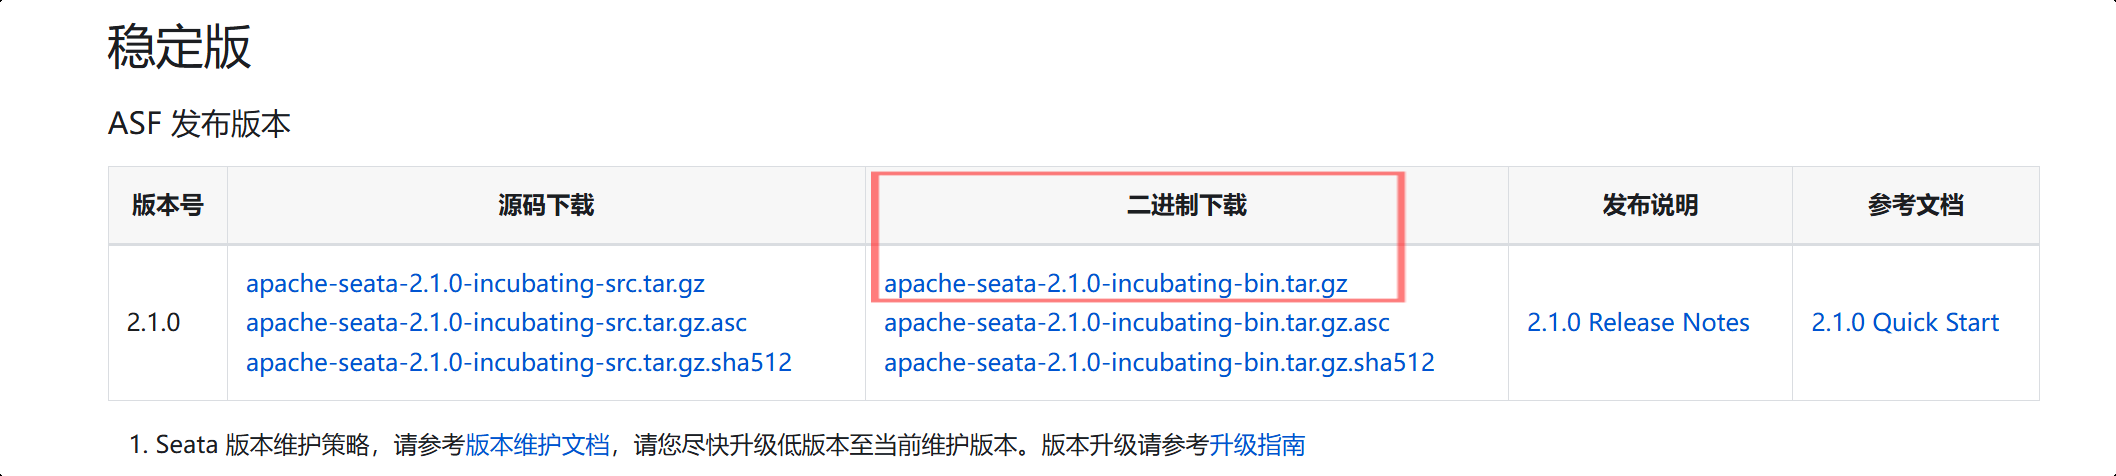 稳定版
ASF 发布版本
版本号 源码下载 二进制下载 发布说明 参考文档
2.1.0
apache-seata-2.1.0-incubating-src.tar.gz
apache-seata-2.1.0-incubating-src.tar.gz.asc
apache-seata-2.1.0-incubating-src.tar.gz.sha512
apache-seata-2.1.0-incubating-bin.tar.gz
apache-seata-2.1.0-incubating-bin.tar.gz.asc
apache-seata-2.1.0-incubating-bin.tar.gz.sha512
2.1.0 Release Notes
2.1.0 Quick Start
1. Seata 版本维护策略，请参考版本维护文档，请您尽快升级低版本至当前维护版本。版本升级请参考升级指南